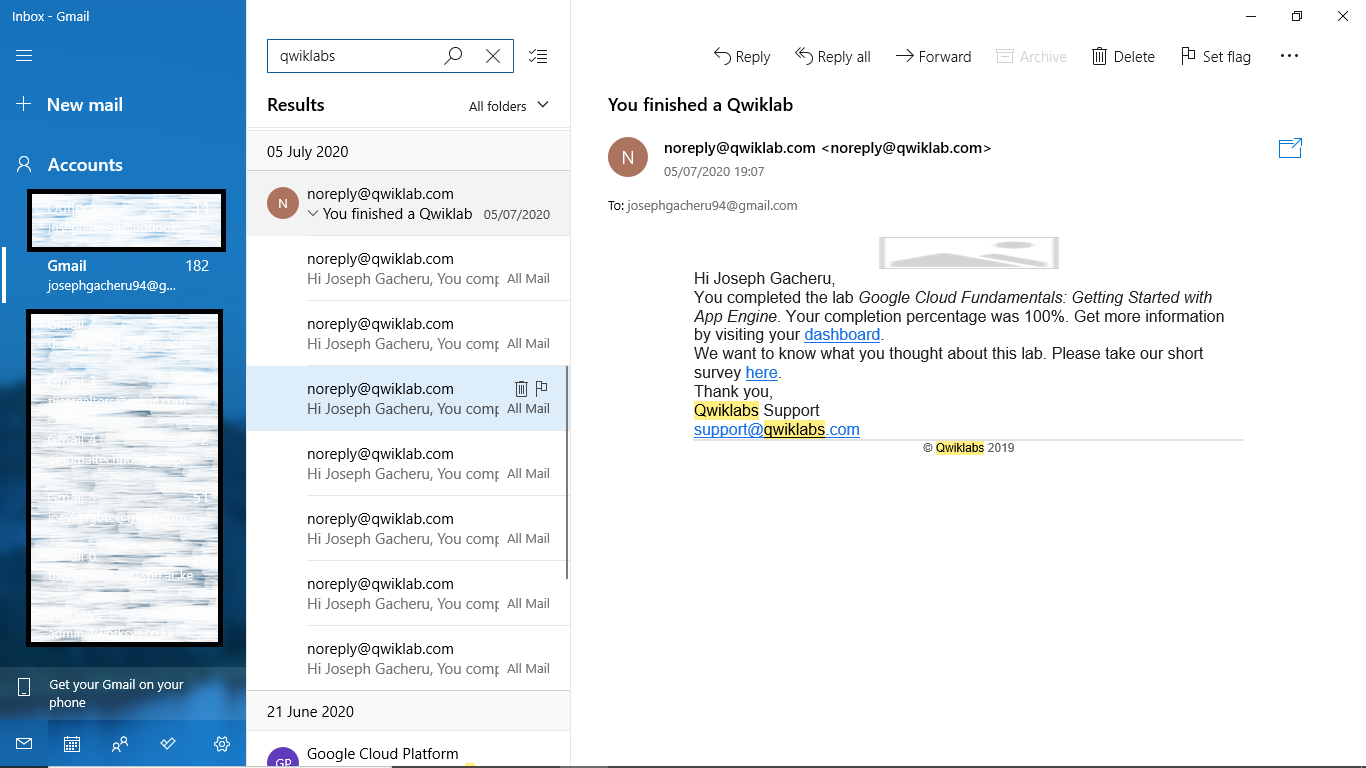 Inbox - Gmail
New mail
Accounts
Gmail 182
josephgacheru94@g...
Get your Gmail on your
phone
qwiklabs
Results All folders
05 July 2020
N
noreply@qwiklab.com
You finished a Qwiklab 05/07/2020
noreply@qwiklab.com
Hi Joseph Gacheru, You comp All Mail
noreply@qwiklab.com
Hi Joseph Gacheru, You comp All Mail
noreply@qwiklab.com
Hi Joseph Gacheru, You comp All Mail
noreply@qwiklab.com
Hi Joseph Gacheru, You comp All Mail
noreply@qwiklab.com
Hi Joseph Gacheru, You comp All Mail
noreply@qwiklab.com
Hi Joseph Gacheru, You comp All Mail
noreply@qwiklab.com
Hi Joseph Gacheru, You comp All Mail
21 June 2020
GP
Google Cloud Platform
Reply Reply all Forward Archive Delete Set flag
You finished a Qwiklab
N
noreply@qwiklab.com <noreply@qwiklab.com>
05/07/2020 19:07
To: josephgacheru94@gmail.com
Hi Joseph Gacheru,
You completed the lab Google Cloud Fundamentals: Getting Started with
App Engine. Your completion percentage was 100%. Get more information
by visiting your dashboard.
We want to know what you thought about this lab. Please take our short
survey here.
Thank you,
Qwiklabs Support
support@qwiklabs.com
© Qwiklabs 2019